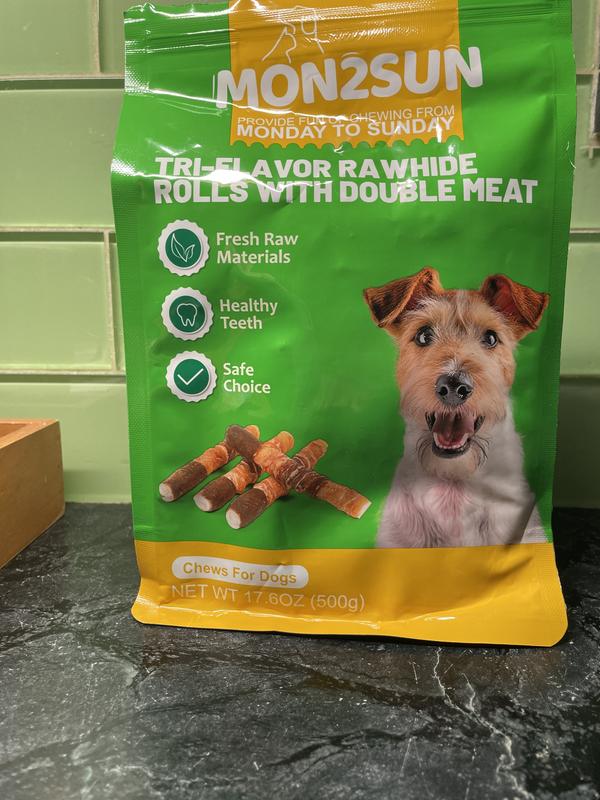 MON2SUN
PROVIDE FUN OF CHEWING FROM
MONDAY TO SUNDAY
TRI-FLAVOR RAWHIDE
ROLLS WITH DOUBLE MEAT
Fresh Raw
Materials
Healthy
Teeth
Safe
Choice
Chews For Dogs
NET WT 17.6OZ (500g)